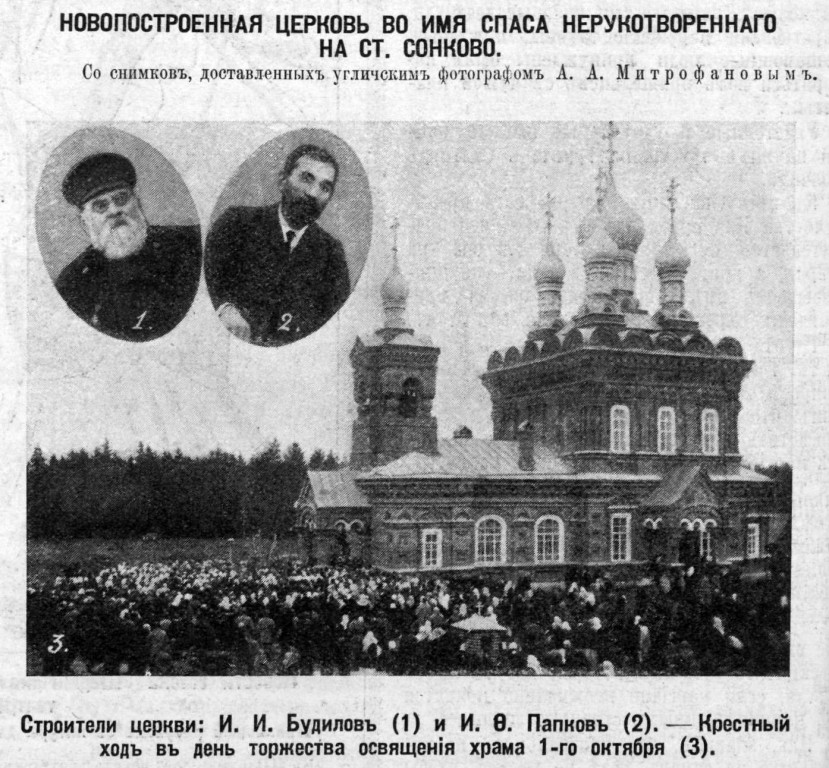 НОВОПОСТРОЕННАЯ ЦЕРКОВЬ ВО ИМЯ СПАСА НЕРУКОТВОРЕННАГО
НА СТ. СОНКОВО.
Со снимковъ, доставленныхъ угличскимъ фотографомъ А. А. Митрофановымъ.
1.
2.
3.
Строители церкви: И. И. Будиловъ (1) и И. Ѳ. Папковъ (2). — Крестный
ходъ въ день торжества освященія храма 1-го октября (3).